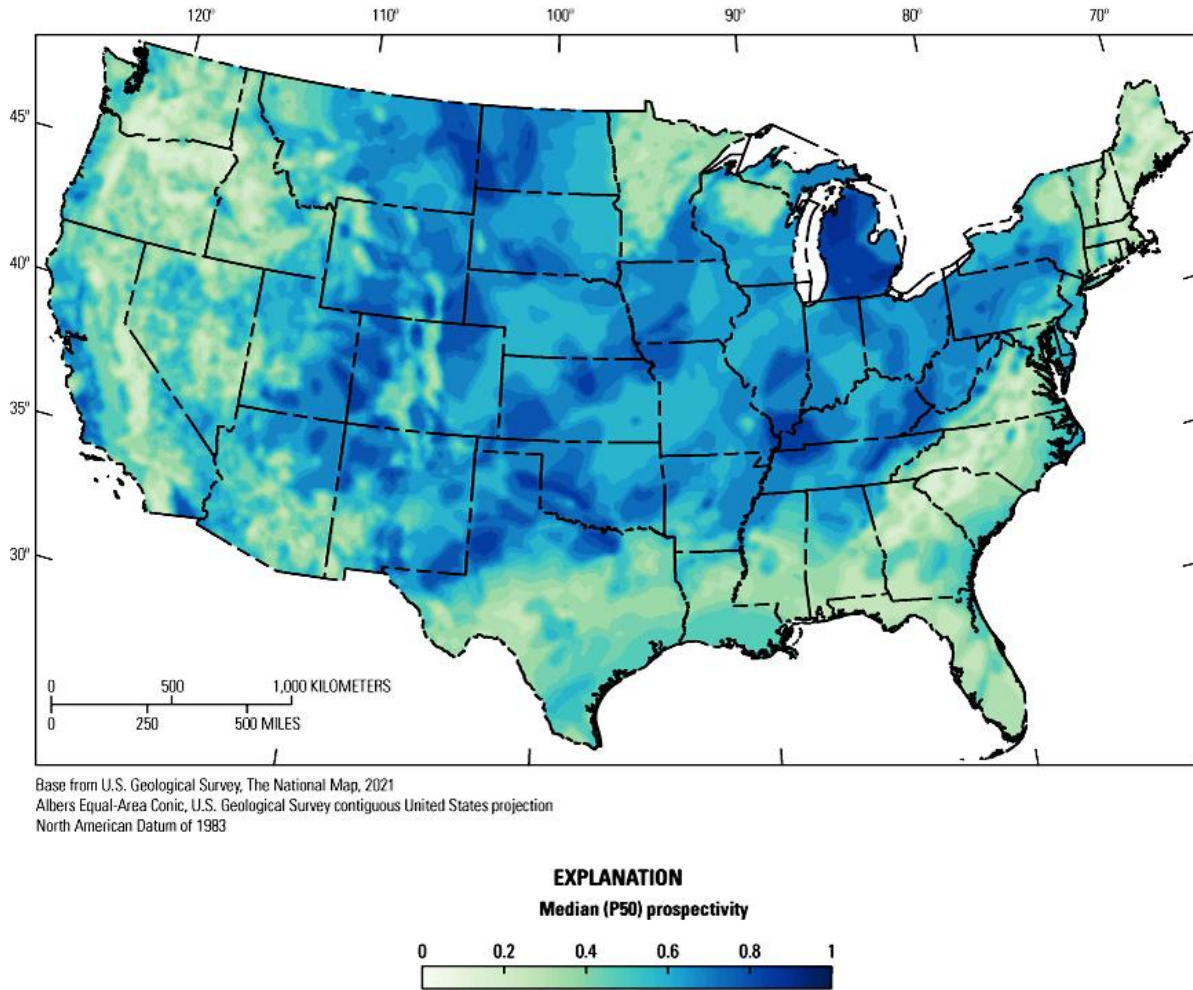 120° 110° 100° 90° 80° 70°
45°
40°
35°
30°
0 500 1,000 KILOMETERS
0 250 500 MILES
Base from U.S. Geological Survey, The National Map, 2021
Albers Equal-Area Conic, U.S. Geological Survey contiguous United States projection
North American Datum of 1983
EXPLANATION
Median (P50) prospectivity
0 0.2 0.4 0.6 0.8 1